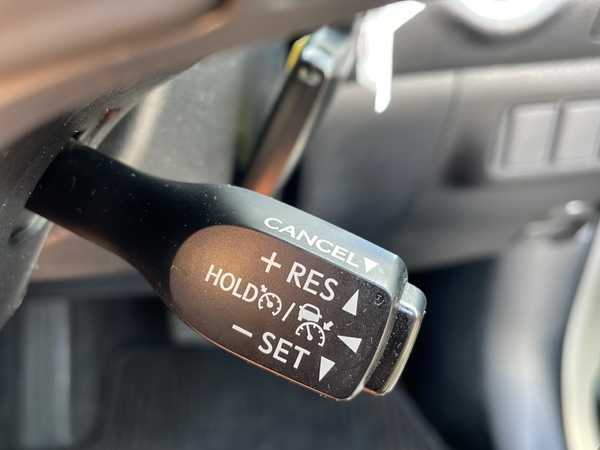 CANCEL▼
+ RES ▲
HOLD / ◀
− SET ▼